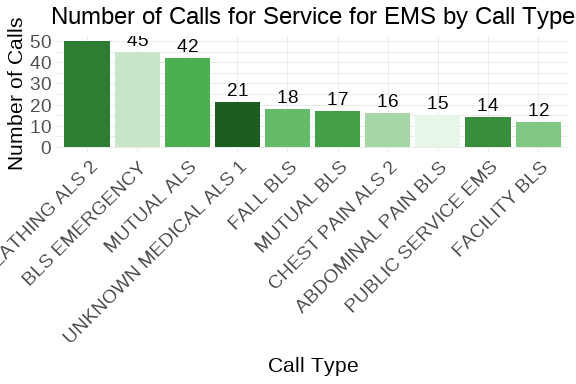 Number of Calls for Service for EMS by Call Type
Number of Calls
50
40
30
20
10
0
45
42
21
18
17
16
15
14
12
EATHING ALS 2
BLS EMERGENCY
MUTUAL ALS
UNKNOWN MEDICAL ALS 1
FALL BLS
MUTUAL BLS
CHEST PAIN ALS 2
ABDOMINAL PAIN BLS
PUBLIC SERVICE EMS
FACILITY BLS
Call Type